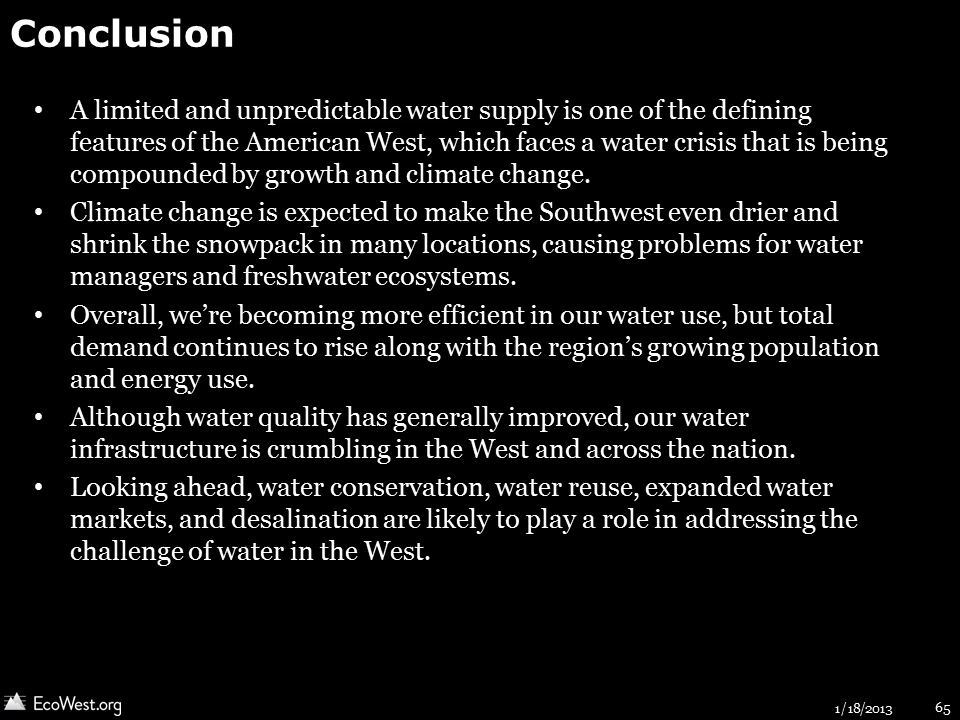 Conclusion
• A limited and unpredictable water supply is one of the defining
features of the American West, which faces a water crisis that is being
compounded by growth and climate change.
• Climate change is expected to make the Southwest even drier and
shrink the snowpack in many locations, causing problems for water
managers and freshwater ecosystems.
• Overall, we’re becoming more efficient in our water use, but total
demand continues to rise along with the region’s growing population
and energy use.
• Although water quality has generally improved, our water
infrastructure is crumbling in the West and across the nation.
• Looking ahead, water conservation, water reuse, expanded water
markets, and desalination are likely to play a role in addressing the
challenge of water in the West.
EcoWest.org
1/18/2013 65